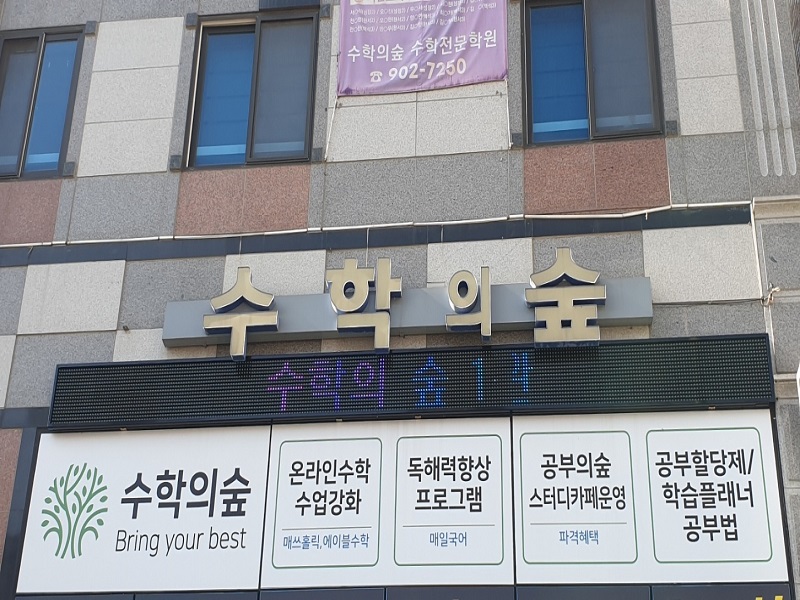 수학의숲 수학전문학원
☎ 902-7250
수학의숲
수학의 숲 1관
수학의숲
Bring your best
온라인수학
수업강화
매쓰홀릭, 에이블수학
독해력향상
프로그램
매일국어
공부의숲
스터디카페운영
파격혜택
공부할당제/
학습플래너
공부법